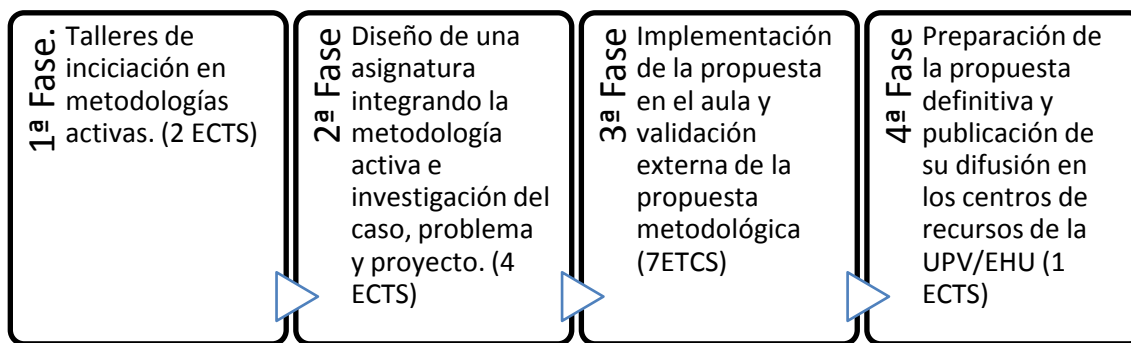 1ª Fase.
Talleres de
inciciación en
metodologías
activas. (2 ECTS)
2ª Fase
Diseño de una
asignatura
integrando la
metodología
activa e
investigación del
caso, problema
y proyecto. (4
ECTS)
3ª Fase
Implementación
de la propuesta
en el aula y
validación
externa de la
propuesta
metodológica
(7ETCS)
4ª Fase
Preparación de
la propuesta
definitiva y
publicación de
su difusión en
los centros de
recursos de la
UPV/EHU (1
ECTS)